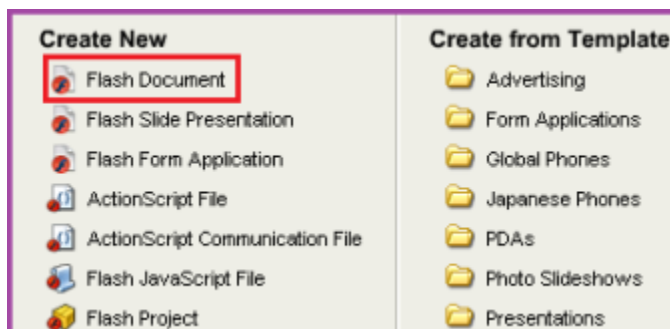 Create New
Flash Document
Flash Slide Presentation
Flash Form Application
ActionScript File
ActionScript Communication File
Flash JavaScript File
Flash Project
Create from Template
Advertising
Form Applications
Global Phones
Japanese Phones
PDAs
Photo Slideshows
Presentations